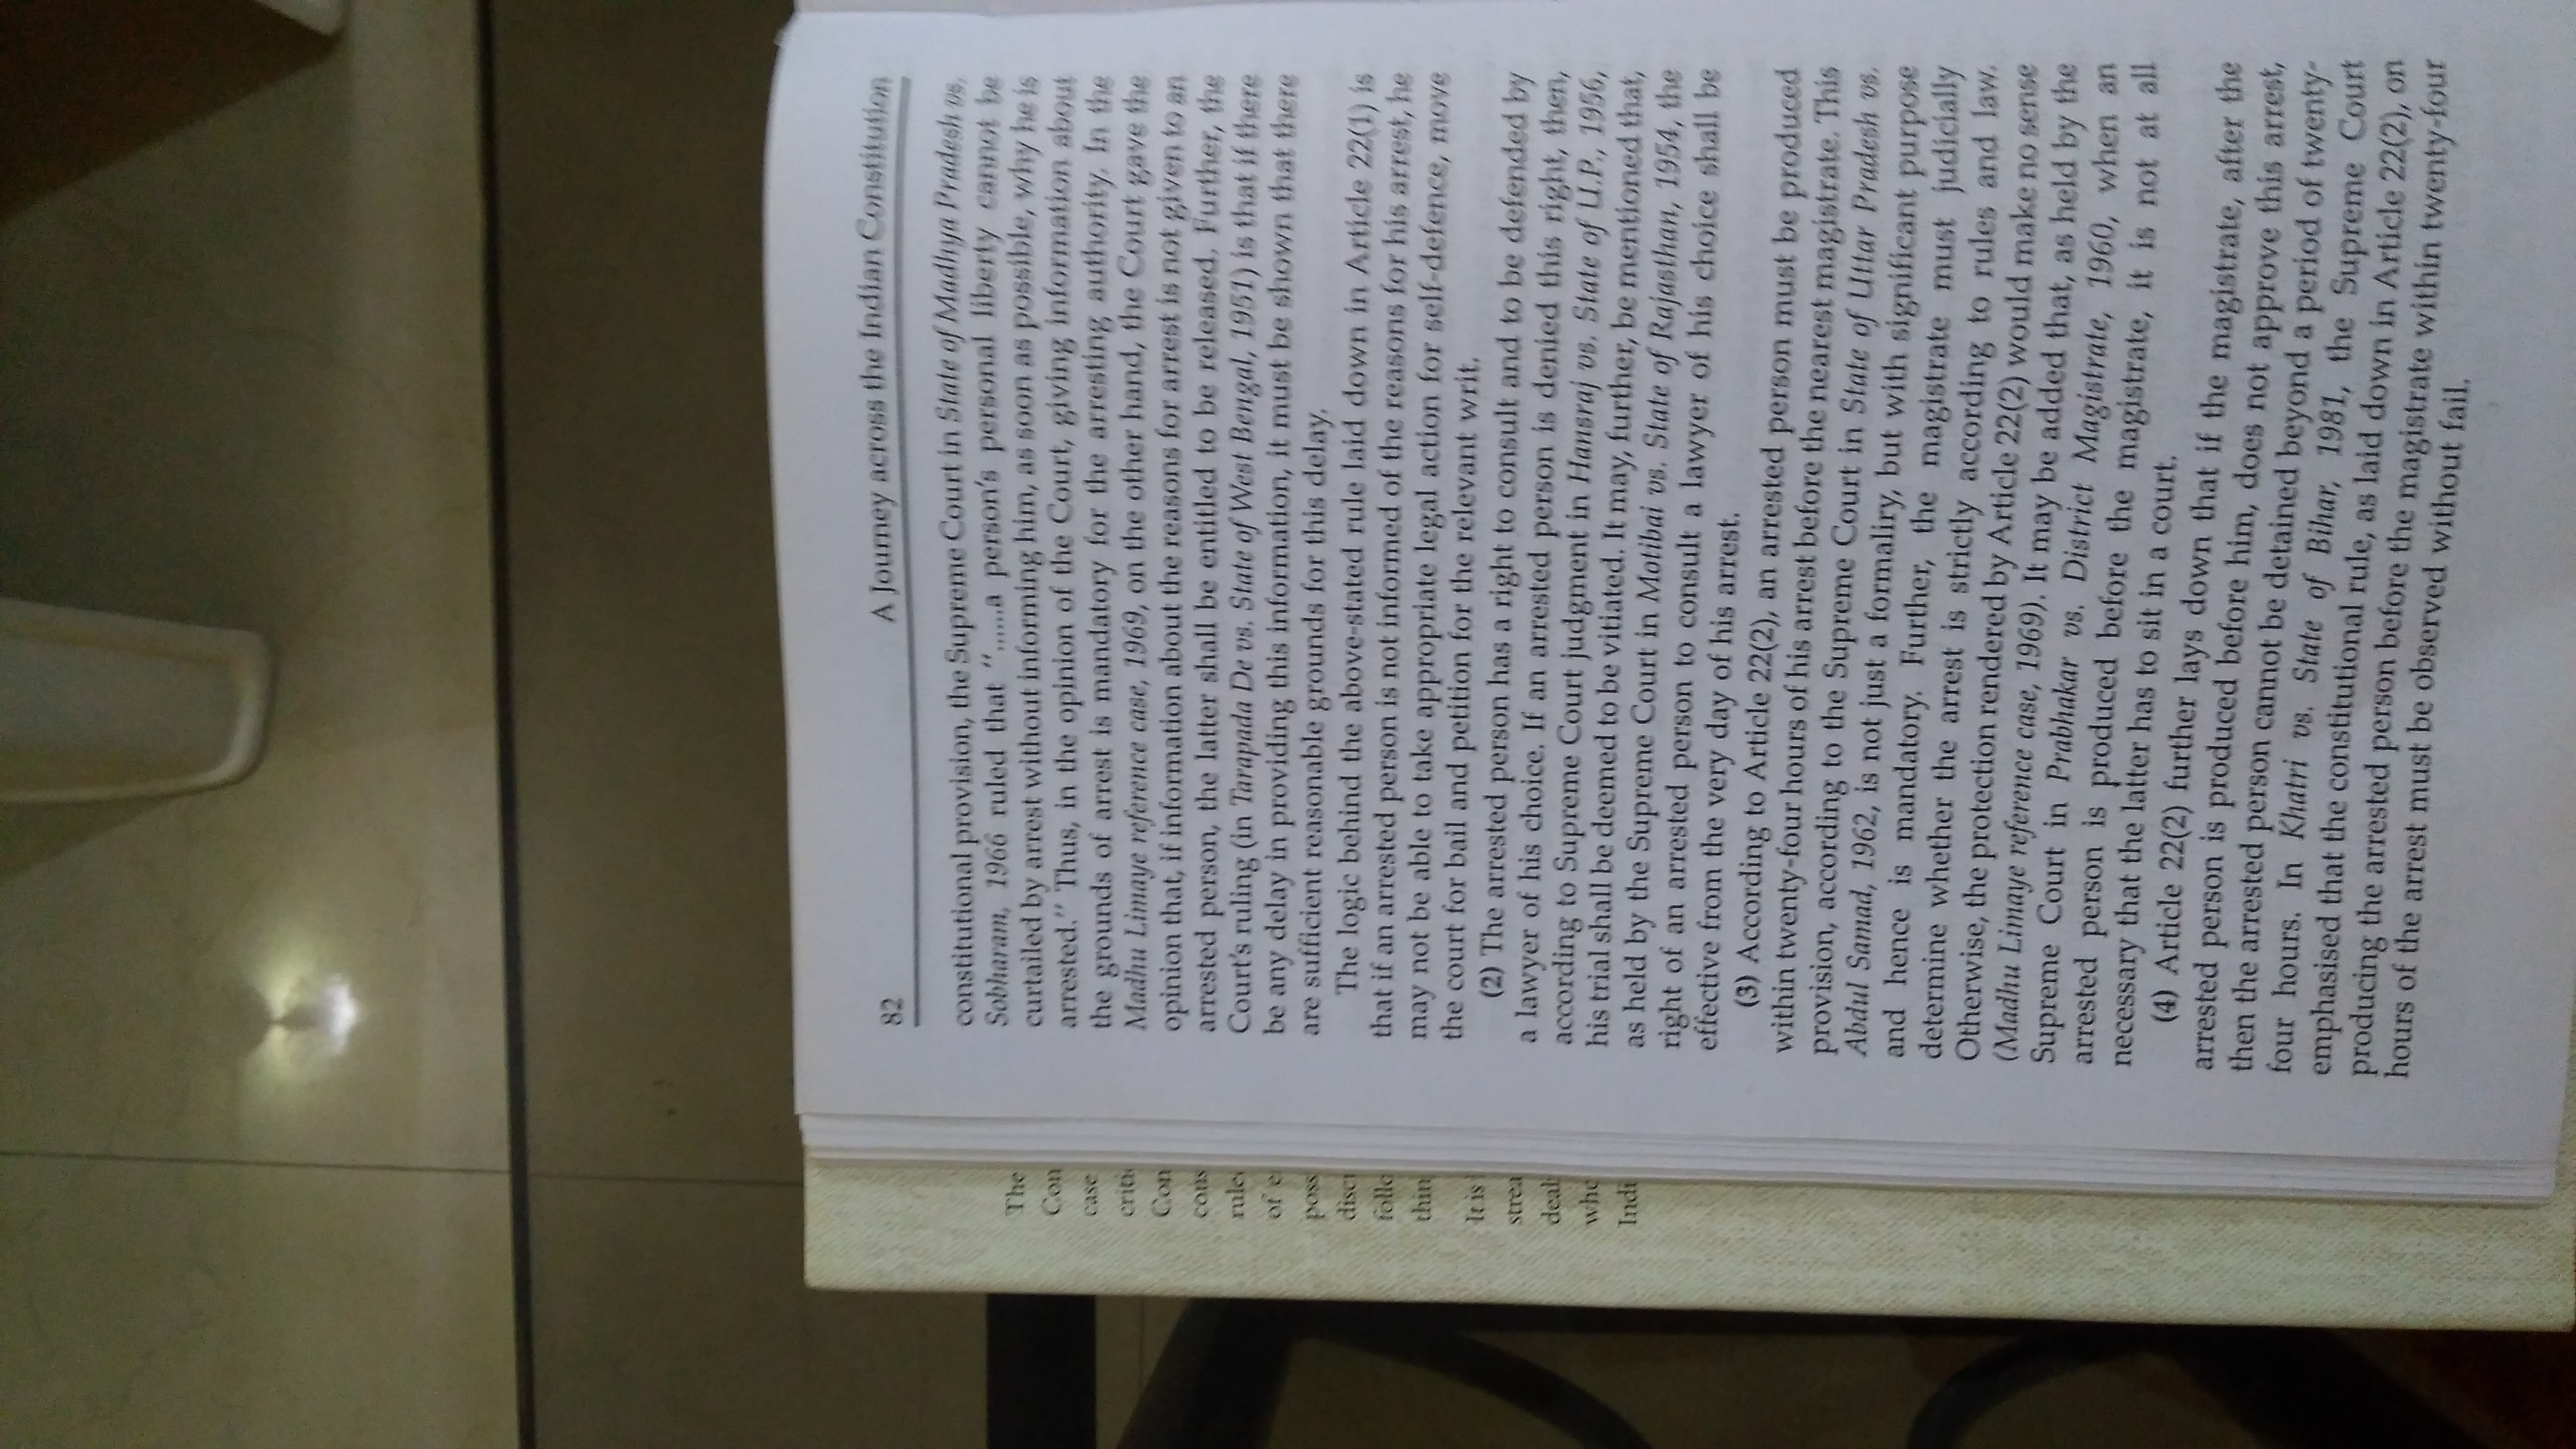 82 A Journey across the Indian Constitution
constitutional provision, the Supreme Court in State of Madhya Pradesh vs.
Sobharam, 1966 ruled that “.......a person's personal liberty cannot be
curtailed by arrest without informing him, as soon as possible, why he is
arrested.” Thus, in the opinion of the Court, giving information about
the grounds of arrest is mandatory for the arresting authority. In the
Madhu Limaye reference case, 1969, on the other hand, the Court gave the
opinion that, if information about the reasons for arrest is not given to an
arrested person, the latter shall be entitled to be released. Further, the
Court's ruling (in Tarapada De vs. State of West Bengal, 1951) is that if there
be any delay in providing this information, it must be shown that there
are sufficient reasonable grounds for this delay.
The logic behind the above-stated rule laid down in Article 22(1) is
that if an arrested person is not informed of the reasons for his arrest, he
may not be able to take appropriate legal action for self-defence, move
the court for bail and petition for the relevant writ.
(2) The arrested person has a right to consult and to be defended by
a lawyer of his choice. If an arrested person is denied this right, then,
according to Supreme Court judgment in Hansraj vs. State of U.P., 1956,
his trial shall be deemed to be vitiated. It may, further, be mentioned that,
as held by the Supreme Court in Motibai vs. State of Rajasthan, 1954, the
right of an arrested person to consult a lawyer of his choice shall be
effective from the very day of his arrest.
(3) According to Article 22(2), an arrested person must be produced
within twenty-four hours of his arrest before the nearest magistrate. This
provision, according to the Supreme Court in State of Uttar Pradesh vs.
Abdul Samad, 1962, is not just a formaliry, but with significant purpose
and hence is mandatory. Further, the magistrate must judicially
determine whether the arrest is strictly according to rules and law.
Otherwise, the protection rendered by Article 22(2) would make no sense
(Madhu Limaye reference case, 1969). It may be added that, as held by the
Supreme Court in Prabhakar vs. District Magistrate, 1960, when an
arrested person is produced before the magistrate, it is not at all
necessary that the latter has to sit in a court.
(4) Article 22(2) further lays down that if the magistrate, after the
arrested person is produced before him, does not approve this arrest,
then the arrested person cannot be detained beyond a period of twenty-
four hours. In Khatri vs. State of Bihar, 1981, the Supreme Court
emphasised that the constitutional rule, as laid down in Article 22(2), on
producing the arrested person before the magistrate within twenty-four
hours of the arrest must be observed without fail.
The
Con
case
criti
Con
cons
rule
of e
poss
discr
follo
thin
It is
strea
deal
who
Indi